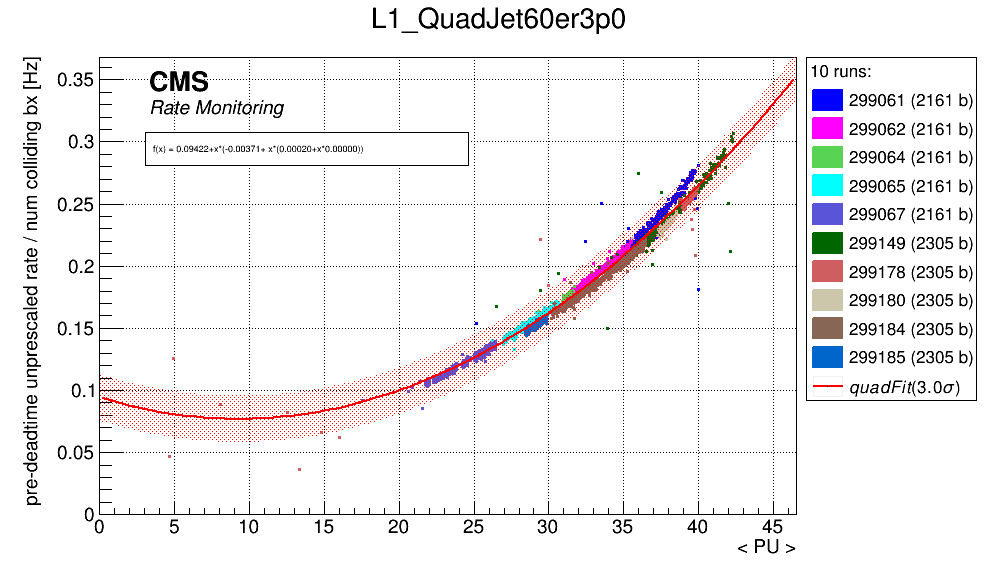 L1_QuadJet60er3p0
pre-deadtime unprescaled rate / num colliding bx [Hz]
0.35
0.3
0.25
0.2
0.15
0.1
0.05
0
CMS
Rate Monitoring
f(x) = 0.09422+x*(-0.00371+ x*(0.00020+x*0.00000))
0 5 10 15 20 25 30 35 40 45
< PU >
10 runs:
299061 (2161 b)
299062 (2161 b)
299064 (2161 b)
299065 (2161 b)
299067 (2161 b)
299149 (2305 b)
299178 (2305 b)
299180 (2305 b)
299184 (2305 b)
299185 (2305 b)
quadFit(3.0σ)